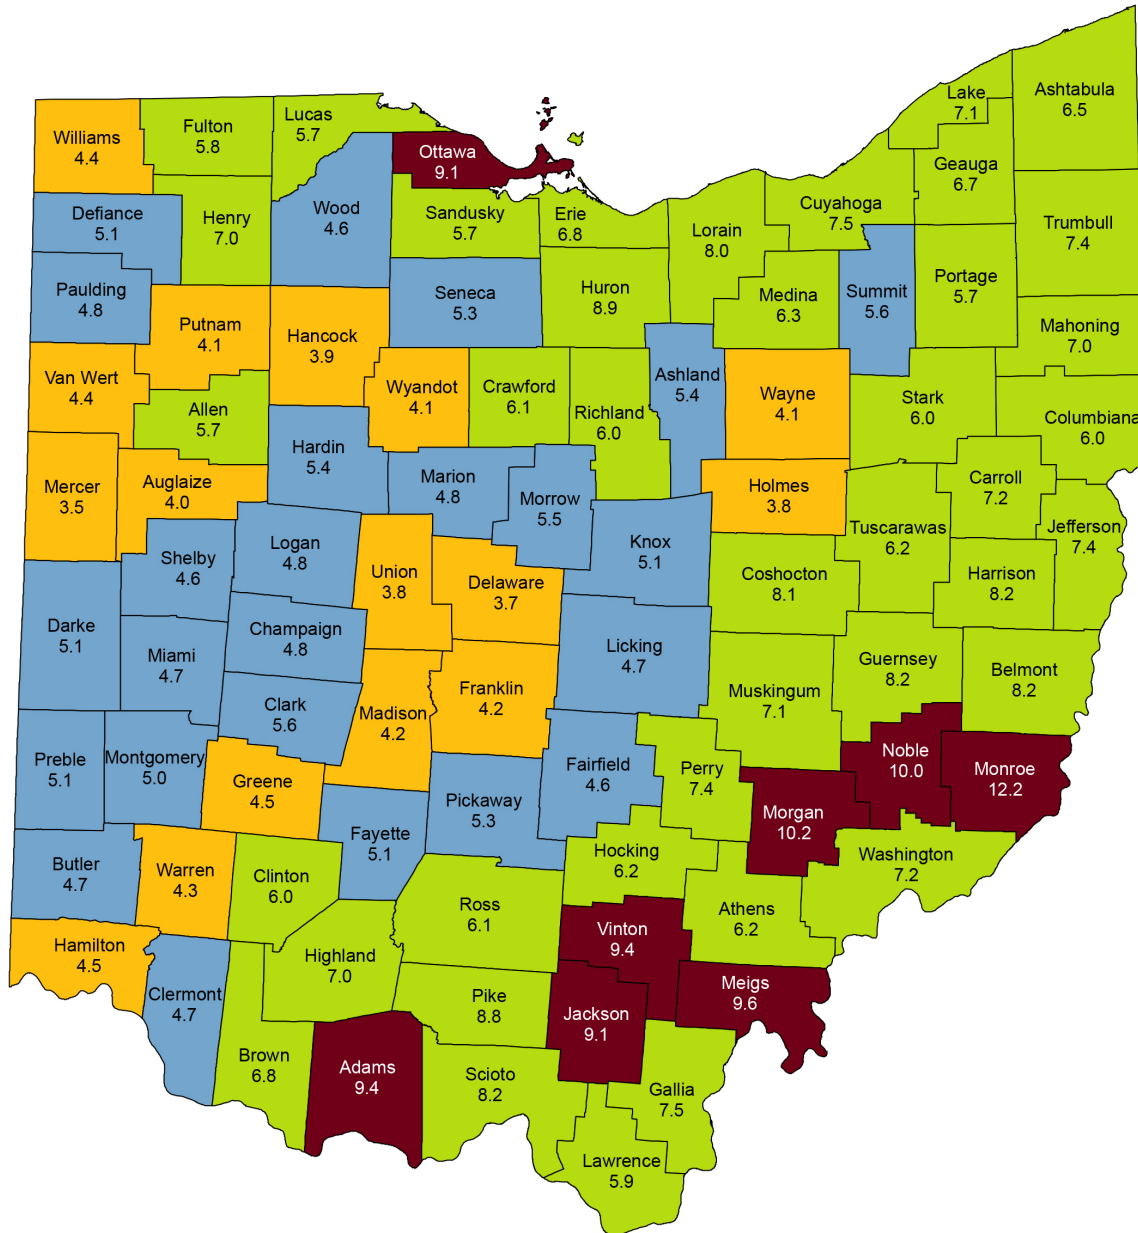 Williams
4.4
Fulton
5.8
Lucas
5.7
Ottawa
9.1
Lake
7.1
Ashtabula
6.5
Geauga
6.7
Defiance
5.1
Henry
7.0
Wood
4.6
Sandusky
5.7
Erie
6.8
Lorain
8.0
Cuyahoga
7.5
Trumbull
7.4
Paulding
4.8
Putnam
4.1
Hancock
3.9
Seneca
5.3
Huron
8.9
Medina
6.3
Summit
5.6
Portage
5.7
Mahoning
7.0
Van Wert
4.4
Allen
5.7
Wyandot
4.1
Crawford
6.1
Richland
6.0
Ashland
5.4
Wayne
4.1
Stark
6.0
Columbiana
6.0
Mercer
3.5
Auglaize
4.0
Hardin
5.4
Marion
4.8
Morrow
5.5
Holmes
3.8
Carroll
7.2
Jefferson
7.4
Tuscarawas
6.2
Shelby
4.6
Logan
4.8
Union
3.8
Delaware
3.7
Knox
5.1
Coshocton
8.1
Harrison
8.2
Darke
5.1
Miami
4.7
Champaign
4.8
Licking
4.7
Guernsey
8.2
Belmont
8.2
Clark
5.6
Madison
4.2
Franklin
4.2
Muskingum
7.1
Preble
5.1
Montgomery
5.0
Greene
4.5
Pickaway
5.3
Fairfield
4.6
Perry
7.4
Noble
10.0
Monroe
12.2
Morgan
10.2
Butler
4.7
Warren
4.3
Clinton
6.0
Fayette
5.1
Hocking
6.2
Washington
7.2
Ross
6.1
Athens
6.2
Hamilton
4.5
Highland
7.0
Vinton
9.4
Clermont
4.7
Pike
8.8
Jackson
9.1
Meigs
9.6
Brown
6.8
Adams
9.4
Scioto
8.2
Gallia
7.5
Lawrence
5.9